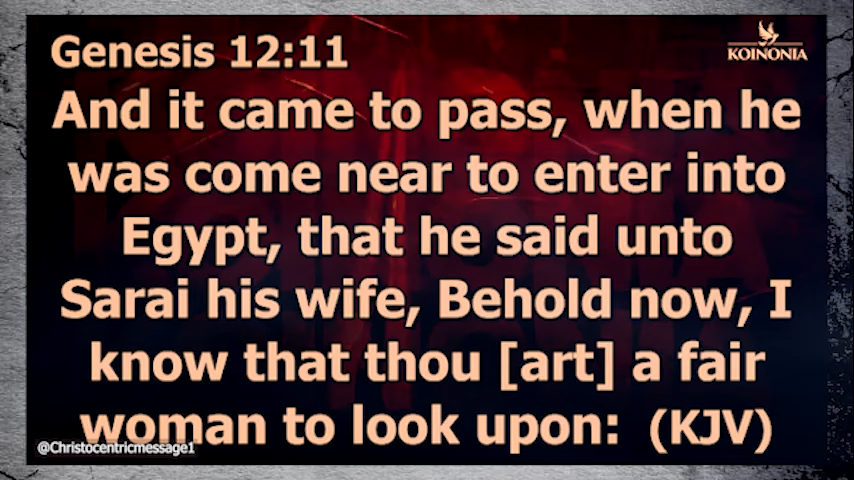 Genesis 12:11
KOINONIA
And it came to pass, when he
was come near to enter into
Egypt, that he said unto
Sarai his wife, Behold now, I
know that thou [art] a fair
woman to look upon: (KJV)
@Christocentricmessage1